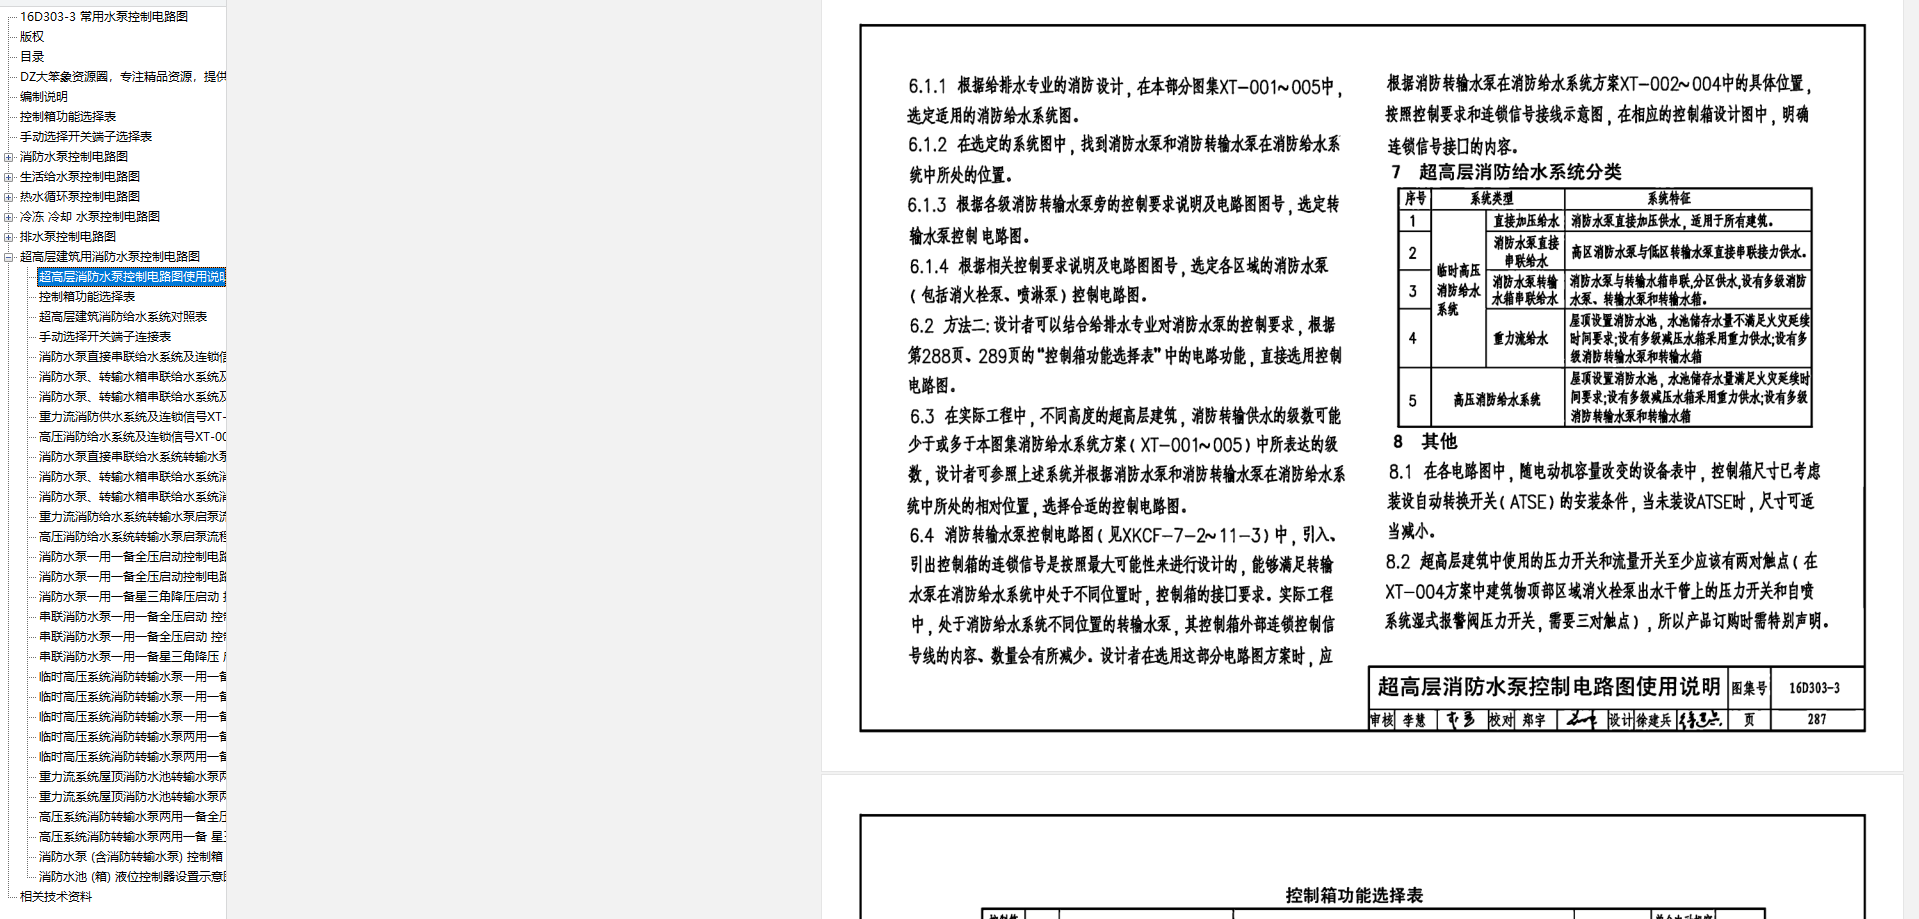 16D303-3 常用水泵控制电路图
版权
目录
DZ大笨象资源圈，专注精品资源，提供
编制说明
控制箱功能选择表
手动选择开关端子选择表
消防水泵控制电路图
生活给水泵控制电路图
热水循环泵控制电路图
冷冻 冷却 水泵控制电路图
排水泵控制电路图
超高层建筑用消防水泵控制电路图
超高层消防水泵控制电路图使用说明
控制箱功能选择表
超高层建筑消防给水系统对照表
手动选择开关端子连接表
消防水泵直接串联给水系统及连锁信
消防水泵、转输水箱串联给水系统及
消防水泵、转输水箱串联给水系统及
重力流消防供水系统及连锁信号XT-
高压消防给水系统及连锁信号XT-00
消防水泵直接串联给水系统转输水泵
消防水泵、转输水箱串联给水系统消
消防水泵、转输水箱串联给水系统消
重力流消防给水系统转输水泵启泵流
高压消防给水系统转输水泵启泵流程
消防水泵一用一备全压启动控制电路
消防水泵一用一备全压启动控制电路
消防水泵一用一备星三角降压启动
串联消防水泵一用一备全压启动 控
串联消防水泵一用一备全压启动 控
串联消防水泵一用一备星三角降压
临时高压系统消防转输水泵一用一备
临时高压系统消防转输水泵一用一备
临时高压系统消防转输水泵一用一备
临时高压系统消防转输水泵两用一备
临时高压系统消防转输水泵两用一备
重力流系统屋顶消防水池转输水泵两
重力流系统屋顶消防水池转输水泵两
高压系统消防转输水泵两用一备全压
高压系统消防转输水泵两用一备 星三
消防水泵 (含消防转输水泵) 控制箱
消防水池 (箱) 液位控制器设置示意图
相关技术资料
6.1.1 根据给排水专业的消防设计，在本部分图集XT-001~005中，
选定适用的消防给水系统图。
6.1.2 在选定的系统图中，找到消防水泵和消防转输水泵在消防给水系
统中所处的位置。
6.1.3 根据各级消防转输水泵旁的控制要求说明及电路图图号，选定转
输水泵控制电路图。
6.1.4 根据相关控制要求说明及电路图图号，选定各区域的消防水泵
（包括消火栓泵、喷淋泵）控制电路图。
6.2 方法二：设计者可以结合给排水专业对消防水泵的控制要求，根据
第288页、289页的“控制箱功能选择表”中的电路功能，直接选用控制
电路图。
6.3 在实际工程中，不同高度的超高层建筑，消防转输供水的级数可能
少于或多于本图集消防给水系统方案（XT-001~005）中所表达的级
数，设计者可参照上述系统并根据消防水泵和消防转输水泵在消防给水系
统中所处的相对位置，选择合适的控制电路图。
6.4 消防转输水泵控制电路图（见XKCF-7-2~11-3）中，引入、
引出控制箱的连锁信号是按照最大可能性来进行设计的，能够满足转输
水泵在消防给水系统中处于不同位置时，控制箱的接口要求。实际工程
中，处于消防给水系统不同位置的转输水泵，其控制箱外部连锁控制信
号线的内容、数量会有所减少。设计者在选用这部分电路图方案时，应
根据消防转输水泵在消防给水系统方案XT-002~004中的具体位置，
按照控制要求和连锁信号接线示意图，在相应的控制箱设计图中，明确
连锁信号接口的内容。
7 超高层消防给水系统分类
序号 系统类型 系统特征
1 直接加压给水 消防水泵直接加压供水，适用于所有建筑。
2 消防水泵直接串联给水 高区消防水泵与低区转输水泵直接串联接力供水。
临时高压消防给水系统
3 消防水泵转输水箱串联给水 消防水泵与转输水箱串联，分区供水，设有多级消防
水泵、转输水泵和转输水箱。
4 重力流给水 屋顶设置消防水池，水池储存水量不满足火灾延续
时间要求；设有多级减压水箱采用重力供水；设有多
级消防转输水泵和转输水箱
5 高压消防给水系统 屋顶设置消防水池，水池储存水量满足火灾延续时
间要求；设有多级减压水箱采用重力供水；设有多级
消防转输水泵和转输水箱
8 其他
8.1 在各电路图中，随电动机容量改变的设备表中，控制箱尺寸已考虑
装设自动转换开关（ATSE）的安装条件，当未装设ATSE时，尺寸可适
当减小。
8.2 超高层建筑中使用的压力开关和流量开关至少应该有两对触点（在
XT-004方案中建筑物顶部区域消火栓泵出水干管上的压力开关和自喷
系统湿式报警阀压力开关，需要三对触点），所以产品订购时需特别声明。
超高层消防水泵控制电路图使用说明 图集号 16D303-3
审核 李慧 校对 郑宇 设计 徐建兵 页 287
控制箱功能选择表